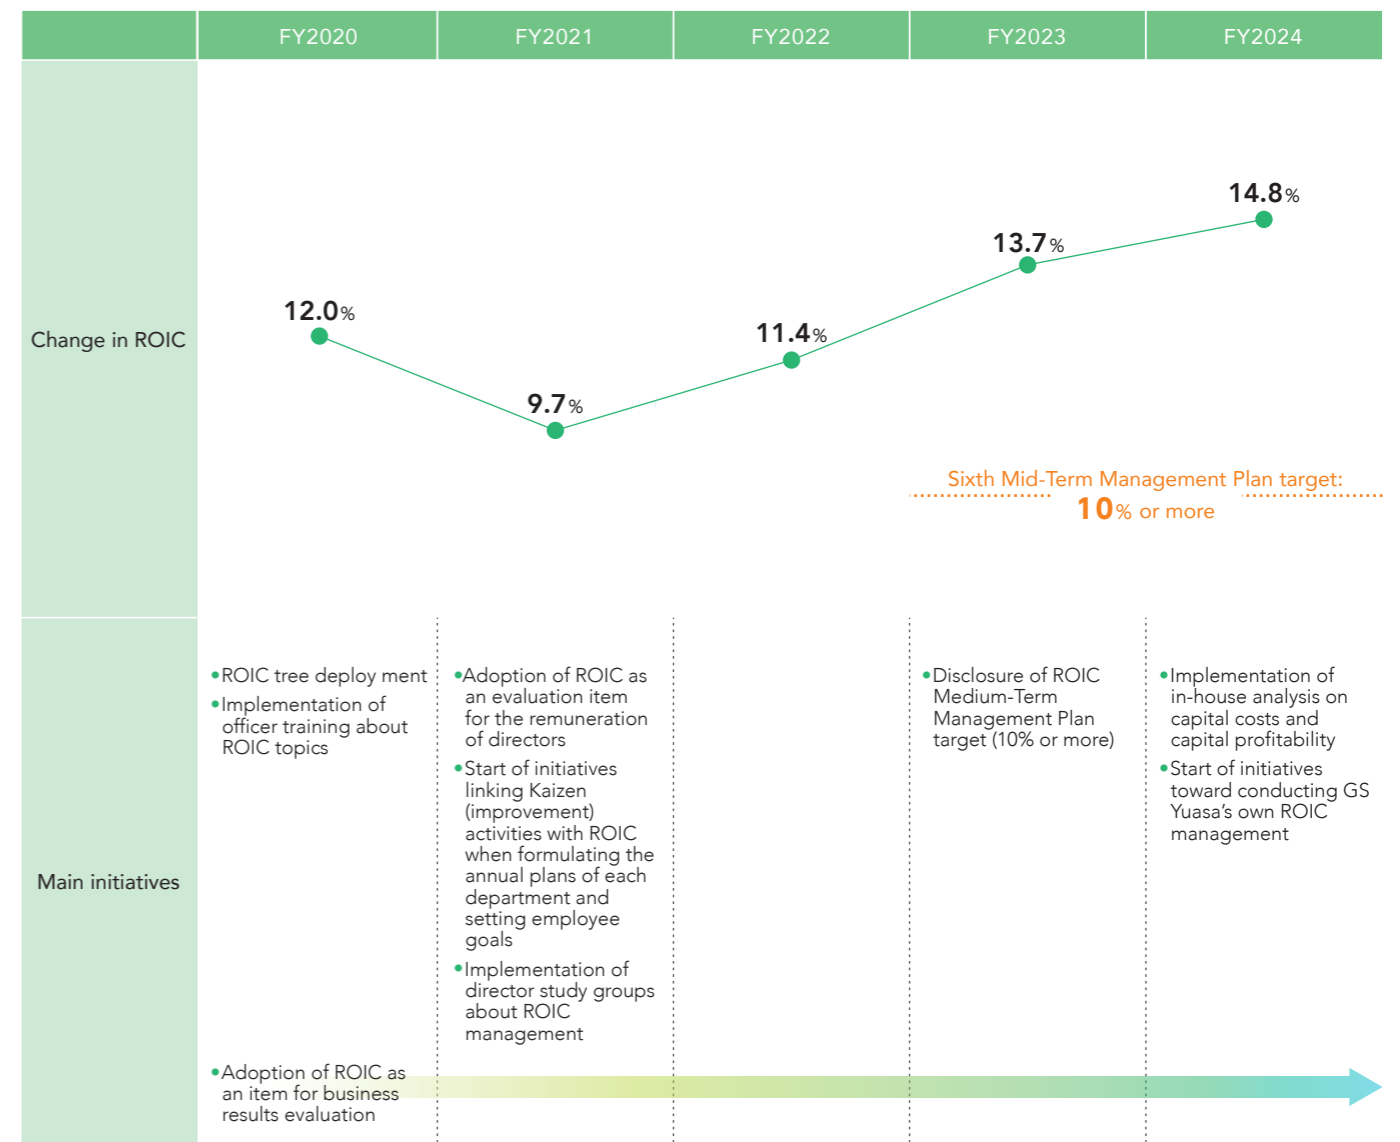 FY2020
FY2021
FY2022
FY2023
FY2024
Change in ROIC
12.0%
9.7%
11.4%
13.7%
14.8%
Sixth Mid-Term Management Plan target:
10% or more
Main initiatives
•ROIC tree deploy ment
•Implementation of
officer training about
ROIC topics
•Adoption of ROIC as
an item for business
results evaluation
•Adoption of ROIC as
an evaluation item
for the remuneration
of directors
•Start of initiatives
linking Kaizen
(improvement)
activities with ROIC
when formulating the
annual plans of each
department and
setting employee
goals
•Implementation of
director study groups
about ROIC
management
•Disclosure of ROIC
Medium-Term
Management Plan
target (10% or more)
•Implementation of
in-house analysis on
capital costs and
capital profitability
•Start of initiatives
toward conducting GS
Yuasa’s own ROIC
management